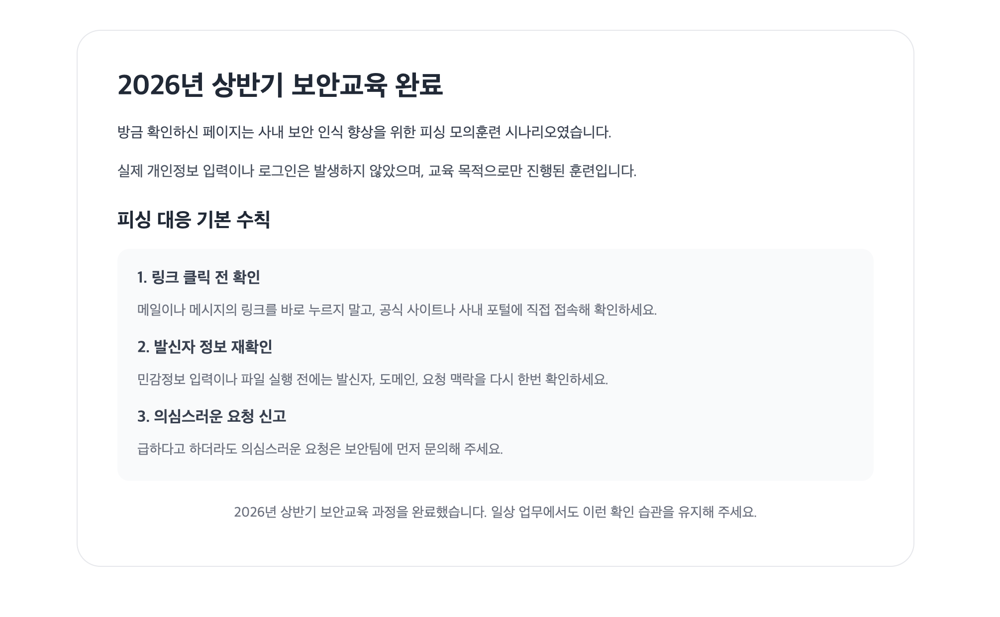 2026년 상반기 보안교육 완료
방금 확인하신 페이지는 사내 보안 인식 향상을 위한 피싱 모의훈련 시나리오였습니다.
실제 개인정보 입력이나 로그인은 발생하지 않았으며, 교육 목적으로만 진행된 훈련입니다.
피싱 대응 기본 수칙
1. 링크 클릭 전 확인
메일이나 메시지의 링크를 바로 누르지 말고, 공식 사이트나 사내 포털에 직접 접속해 확인하세요.
2. 발신자 정보 재확인
민감정보 입력이나 파일 실행 전에는 발신자, 도메인, 요청 맥락을 다시 한번 확인하세요.
3. 의심스러운 요청 신고
급하다고 하더라도 의심스러운 요청은 보안팀에 먼저 문의해 주세요.
2026년 상반기 보안교육 과정을 완료했습니다. 일상 업무에서도 이런 확인 습관을 유지해 주세요.